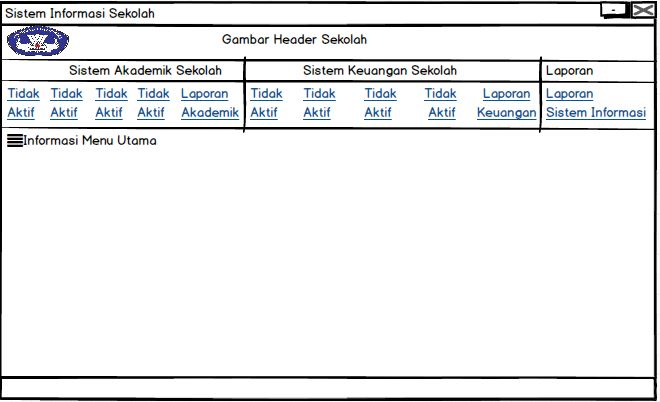 Sistem Informasi Sekolah
Gambar Header Sekolah
Sistem Akademik Sekolah Sistem Keuangan Sekolah Laporan
Tidak Tidak Tidak Tidak Laporan Tidak Tidak Tidak Tidak Laporan Laporan
Aktif Aktif Aktif Aktif Akademik Aktif Aktif Aktif Aktif Keuangan Sistem Informasi
Informasi Menu Utama